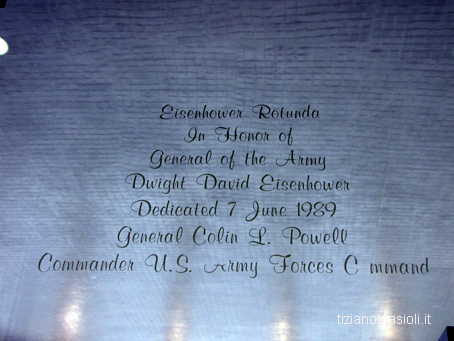 Eisenhower Rotunda
In Honor of
General of the Army
Dwight David Eisenhower
Dedicated 7 June 1989
General Colin L. Powell
Commander U.S. Army Forces C mmand